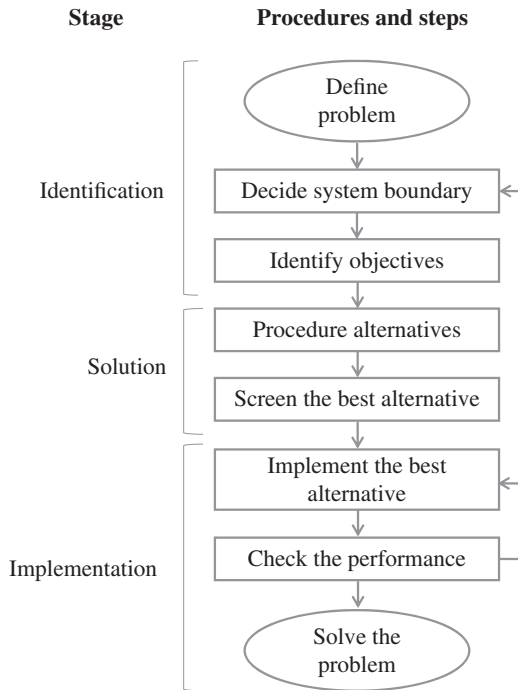 Stage Procedures and steps
Define
problem
Identification
Decide system boundary
Identify objectives
Procedure alternatives
Solution
Screen the best alternative
Implement the best
alternative
Implementation
Check the performance
Solve the
problem